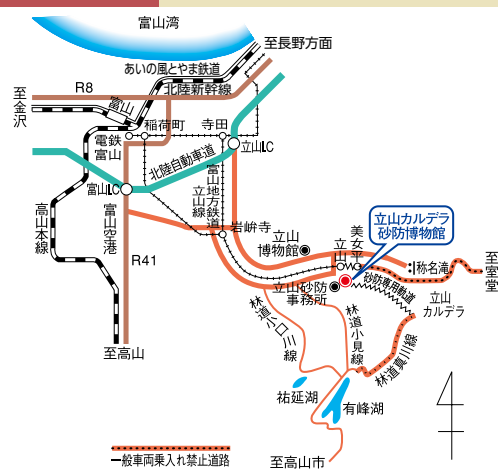 富山湾
至長野方面
あいの風とやま鉄道
北陸新幹線
R8
至金沢
富山
稲荷町
寺田
電鉄富山
立山I.C
北陸自動車道
富山I.C
富山地方鉄道
立山線
高山本線
富山空港
R41
岩峅寺
立山博物館
立山
美女平
立山カルデラ
砂防博物館
至室堂
称名滝
砂防専用軌道
立山
カルデラ
立山砂防
事務所
林道小口川線
林道小見線
林道真川線
祐延湖
有峰湖
至高山
至高山市
一般車両乗入れ禁止道路